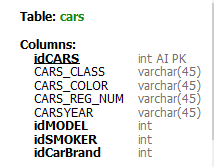 Table: cars
Columns:
idCARS int AI PK
CARS_CLASS varchar(45)
CARS_COLOR varchar(45)
CARS_REG_NUM varchar(45)
CARSYEAR varchar(45)
idMODEL int
idSMOKER int
idCarBrand int